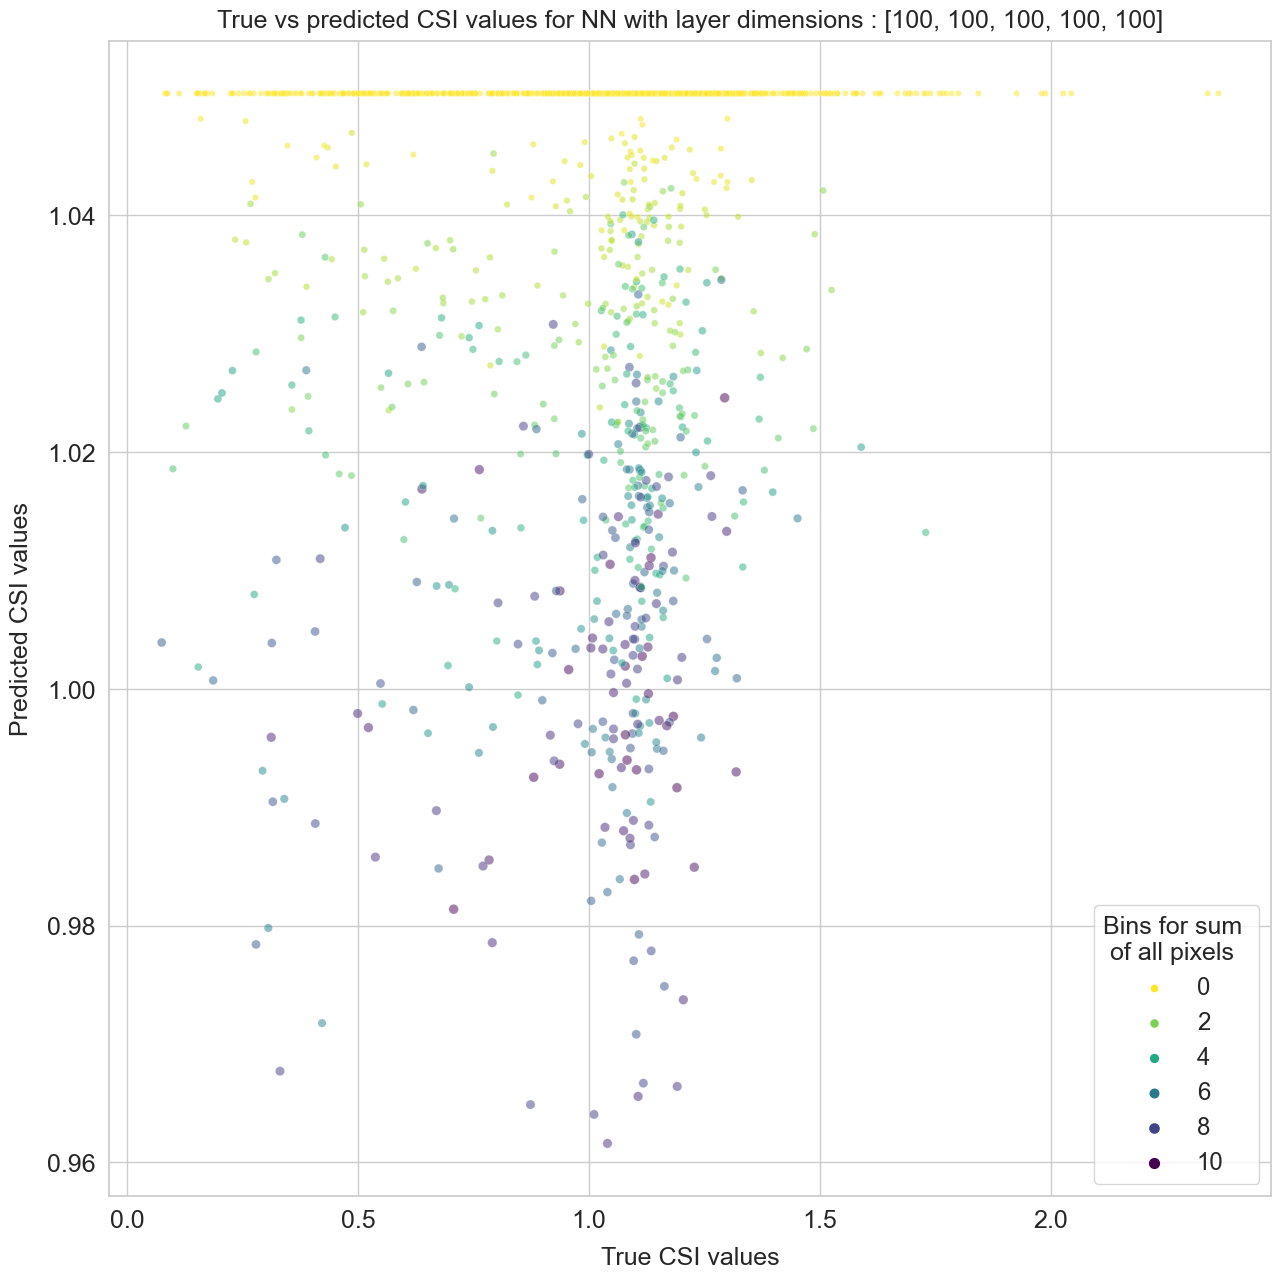 True vs predicted CSI values for NN with layer dimensions : [100, 100, 100, 100, 100]
1.04
1.02
1.00
0.98
0.96
Predicted CSI values
Bins for sum
of all pixels
0
2
4
6
8
10
0.0 0.5 1.0 1.5 2.0
True CSI values